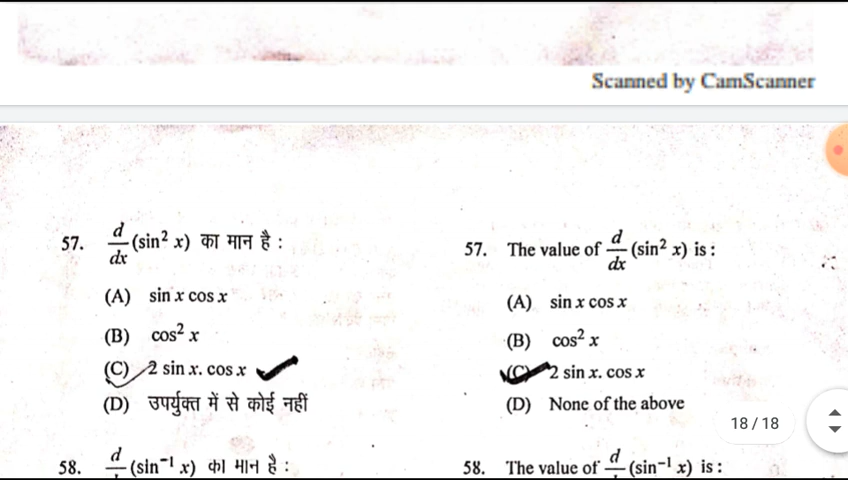 Scanned by CamScanner
57. d/dx (sin² x) का मान है :
(A) sin x cos x
(B) cos² x
(C) 2 sin x. cos x
(D) उपर्युक्त में से कोई नहीं
58. d (sin⁻¹ x) का मान है :
57. The value of d/dx (sin² x) is :
(A) sin x cos x
(B) cos² x
(C) 2 sin x. cos x
(D) None of the above
58. The value of d (sin⁻¹ x) is :
18 / 18